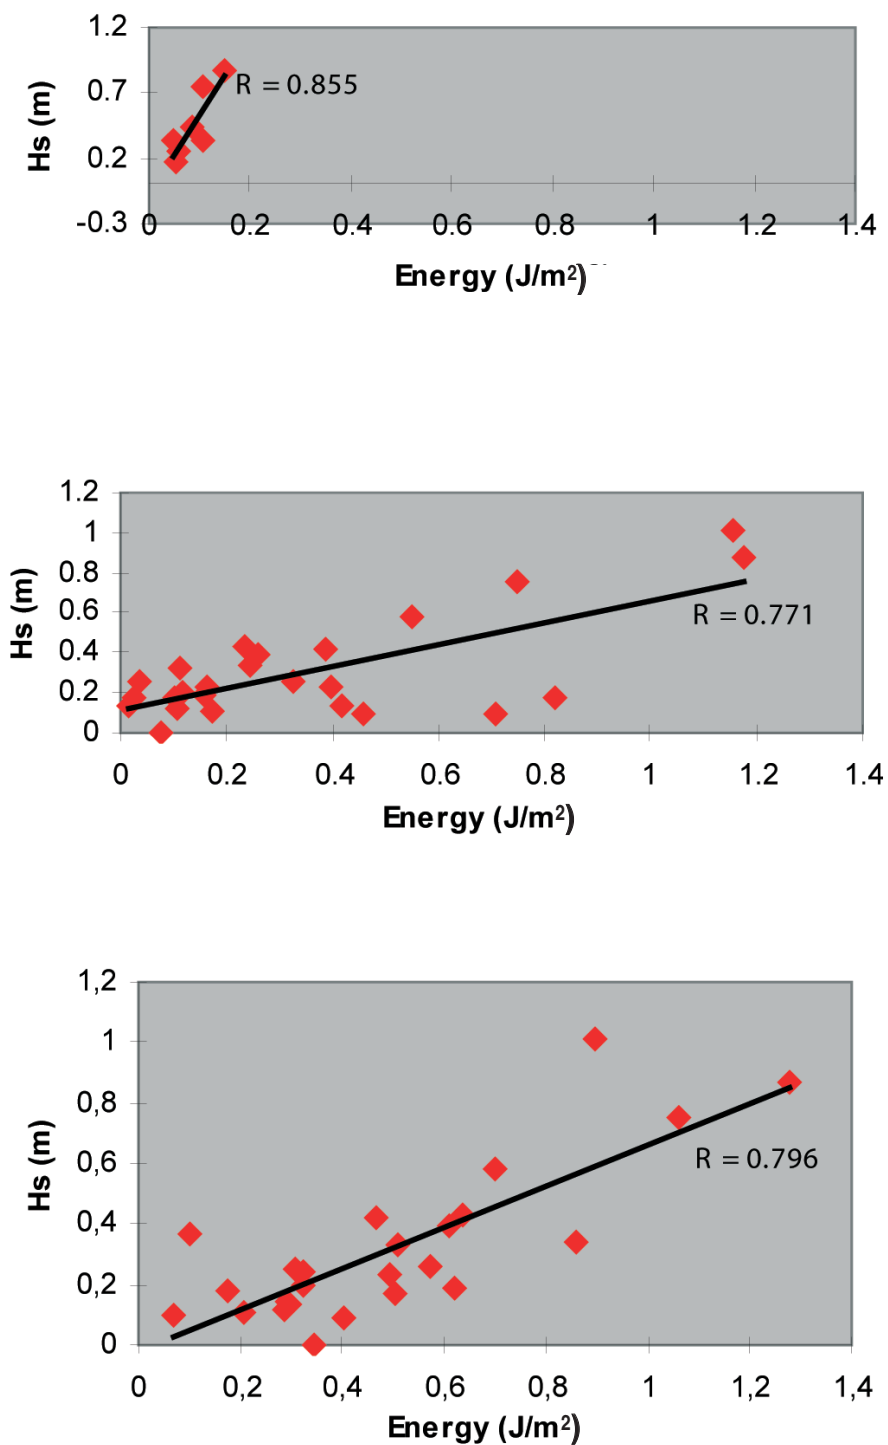 1.2
0.7
0.2
-0.3
Hs (m)
R = 0.855
0 0.2 0.4 0.6 0.8 1 1.2 1.4
Energy (J/m²)
1.2
1
0.8
0.6
0.4
0.2
0
Hs (m)
R = 0.771
0 0.2 0.4 0.6 0.8 1 1.2 1.4
Energy (J/m²)
1,2
1
0,8
0,6
0,4
0,2
0
Hs (m)
R = 0.796
0 0,2 0,4 0,6 0,8 1 1,2 1,4
Energy (J/m²)